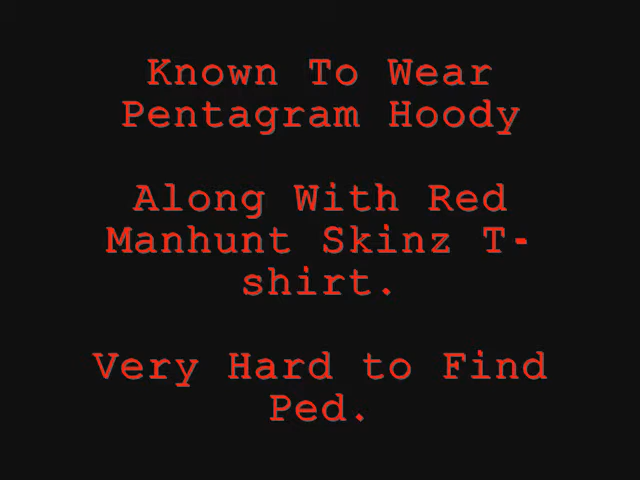 Known To Wear
Pentagram Hoody
Along With Red
Manhunt Skinz T-
shirt.
Very Hard to Find
Ped.